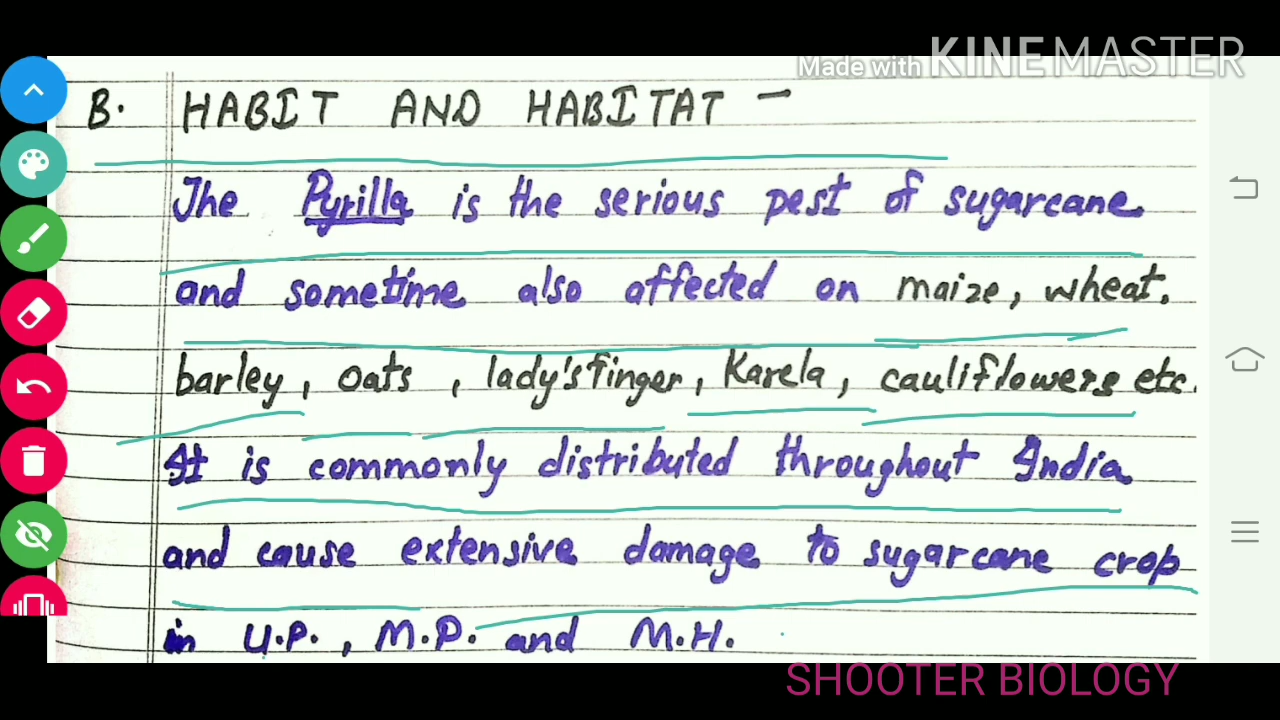 Made with KINEMASTER
B. HABIT AND HABITAT -
The Pyrilla is the serious pest of sugarcane
and sometime also affected on maize, wheat,
barley, oats, lady's finger, Karela, cauliflowers etc.
It is commonly distributed throughout India
and cause extensive damage to sugarcane crop
in U.P., M.P. and M.H.
SHOOTER BIOLOGY